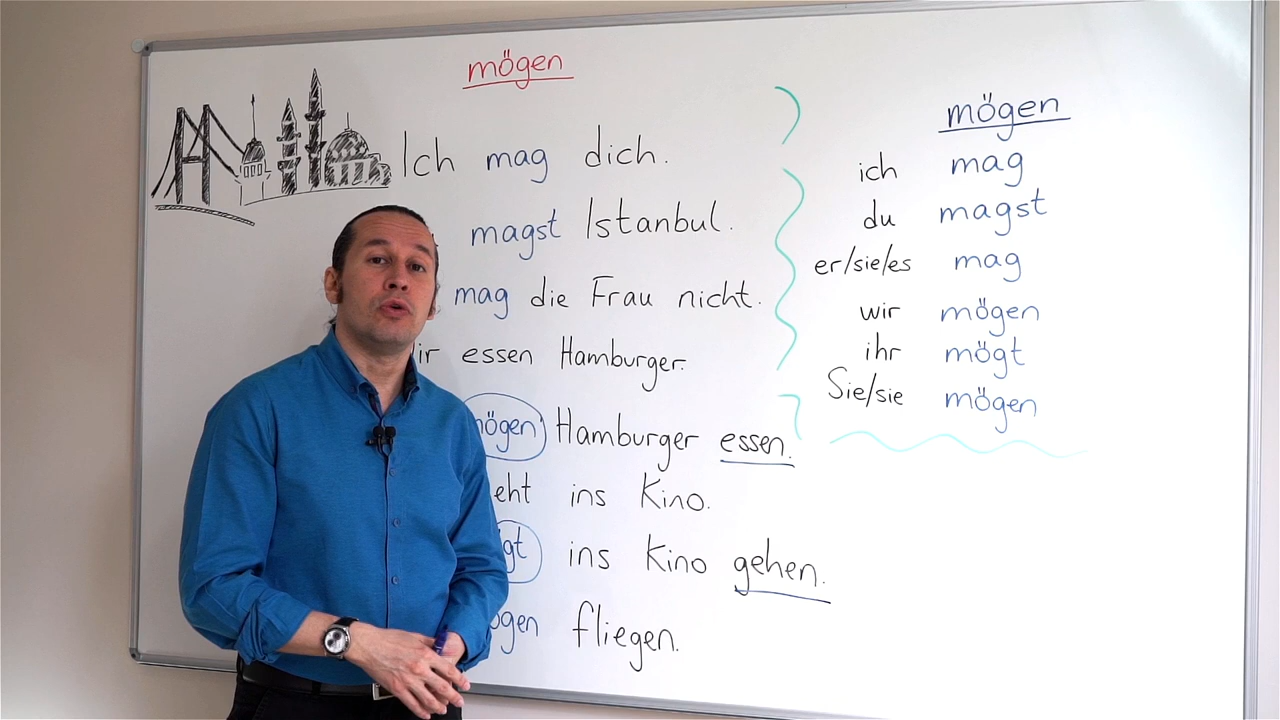 mögen
Ich mag dich.
magst Istanbul.
mag die Frau nicht.
essen Hamburger.
mögen Hamburger essen.
ins Kino.
ins Kino gehen.
fliegen.
mögen
ich mag
du magst
er/sie/es mag
wir mögen
ihr mögt
Sie/sie mögen